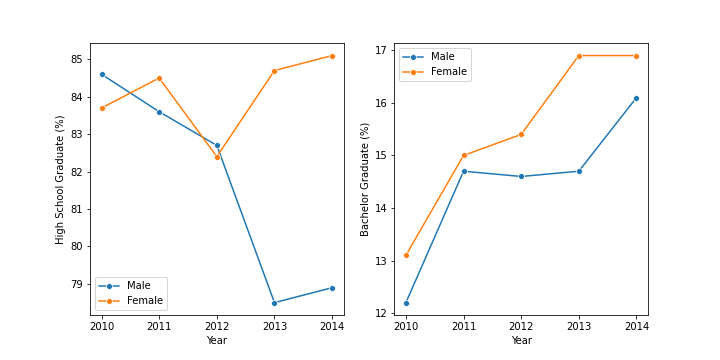 High School Graduate (%)
85
84
83
82
81
80
79
Male
Female
2010 2011 2012 2013 2014
Year
Bachelor Graduate (%)
17
16
15
14
13
12
Male
Female
2010 2011 2012 2013 2014
Year